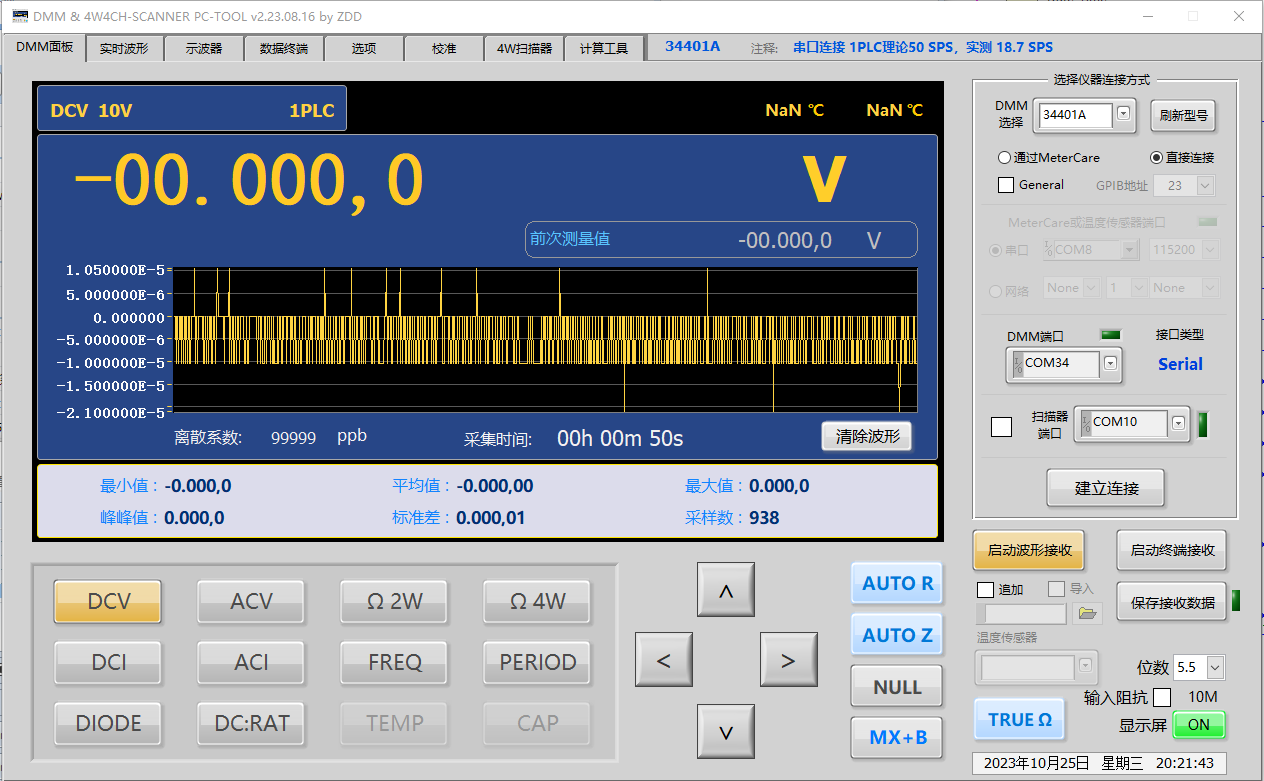 DMM & 4W4CH-SCANNER PC-TOOL v2.23.08.16 by ZDD
DMM面板 实时波形 示波器 数据终端 选项 校准 4W扫描器 计算工具 34401A 注释: 串口连接 1PLC理论50 SPS，实测 18.7 SPS
DCV 10V 1PLC NaN ℃ NaN ℃
-00.000,0 V
前次测量值 -00.000,0 V
1.050000E-5
5.000000E-6
0.000000
-5.000000E-6
-1.000000E-5
-1.500000E-5
-2.100000E-5
离散系数: 99999 ppb 采集时间: 00h 00m 50s 清除波形
最小值： -0.000,0 平均值： -0.000,00 最大值： 0.000,0
峰峰值： 0.000,0 标准差： 0.000,01 采样数： 938
DCV ACV Ω 2W Ω 4W
DCI ACI FREQ PERIOD
DIODE DC:RAT TEMP CAP
^
< >
v
AUTO R
AUTO Z
NULL
MX+B
选择仪器连接方式
DMM
选择
34401A
刷新型号
通过MeterCare 直接连接
General GPIB地址 23
MeterCare或温度传感器端口
串口 COM8 115200
网络 None 1 None
DMM端口 接口类型
COM34 Serial
扫描器
端口
COM10
建立连接
启动波形接收 启动终端接收
追加 导入
保存接收数据
温度传感器
位数 5.5
输入阻抗 10M
TRUE Ω
显示屏 ON
2023年10月25日 星期三 20:21:43